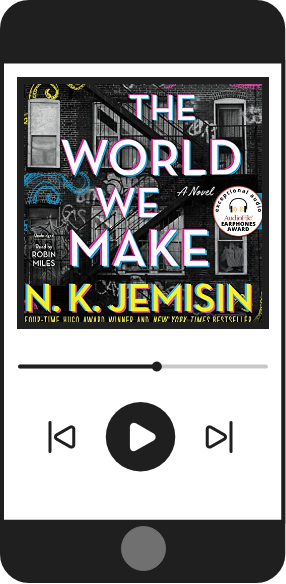 THE
WORLD
WE
A Novel
exceptional audio
AudioFile
EARPHONES
AWARD
Unabridged
Read by
ROBIN
MILES
MAKE
N. K. JEMISIN
FOUR-TIME HUGO AWARD WINNER AND NEW YORK TIMES BESTSELLER